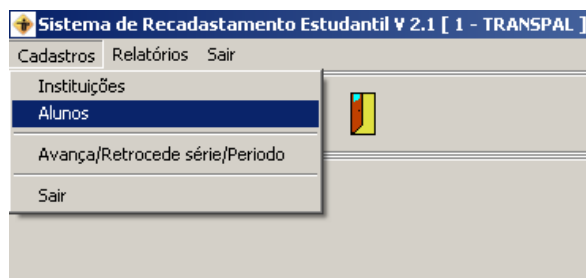 Sistema de Recadastamento Estudantil V 2.1 [ 1 - TRANSPAL ]
Cadastros Relatórios Sair
Instituições
Alunos
Avança/Retrocede série/Periodo
Sair